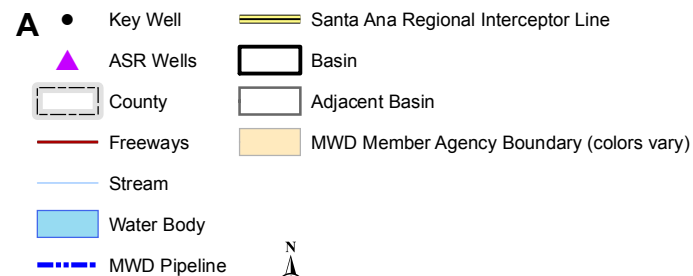 A
Key Well
Santa Ana Regional Interceptor Line
ASR Wells
Basin
County
Adjacent Basin
Freeways
MWD Member Agency Boundary (colors vary)
Stream
Water Body
MWD Pipeline
N